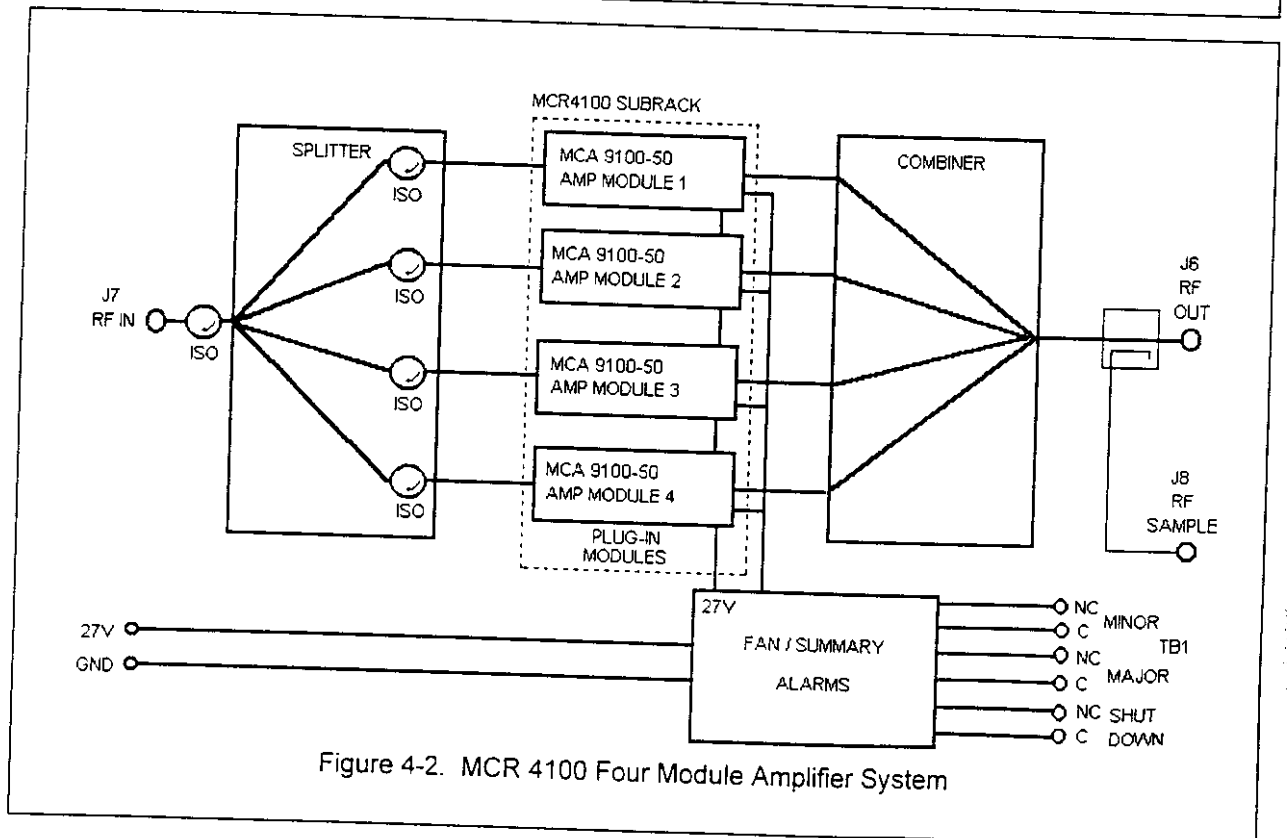 MCR4100 SUBRACK
SPLITTER
ISO
MCA 9100-50
AMP MODULE 1
COMBINER
ISO
MCA 9100-50
AMP MODULE 2
J7
RF IN
ISO
J6
RF
OUT
ISO
MCA 9100-50
AMP MODULE 3
ISO
MCA 9100-50
AMP MODULE 4
J8
RF
SAMPLE
PLUG-IN
MODULES
27V
GND
27V
FAN / SUMMARY
ALARMS
NC
C
MINOR
TB1
NC
C
MAJOR
NC
C
SHUT
DOWN
Figure 4-2. MCR 4100 Four Module Amplifier System